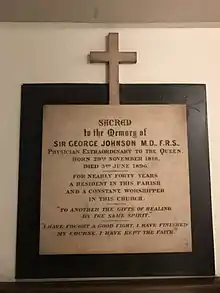 SACRED
to the Memory of
SIR GEORGE JOHNSON M.D., F.R.S.
PHYSICIAN EXTRAORDINARY TO THE QUEEN
BORN 29TH NOVEMBER 1818,
DIED 3RD JUNE 1896.
FOR NEARLY FORTY YEARS
A RESIDENT IN THIS PARISH
AND A CONSTANT WORSHIPPER
IN THIS CHURCH.
"TO ANOTHER THE GIFTS OF HEALING
BY THE SAME SPIRIT."
"I HAVE FOUGHT A GOOD FIGHT, I HAVE FINISHED
MY COURSE, I HAVE KEPT THE FAITH"